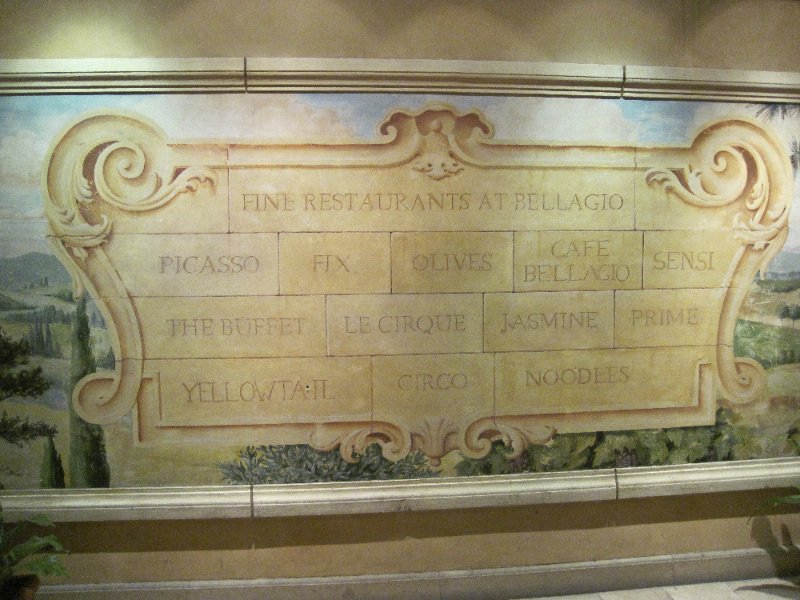 FINE RESTAURANTS AT BELLAGIO
PICASSO FIX OLIVES CAFE BELLAGIO SENSI
THE BUFFET LE CIRQUE JASMINE PRIME
YELLOWTAIL CIRCO NOODLES